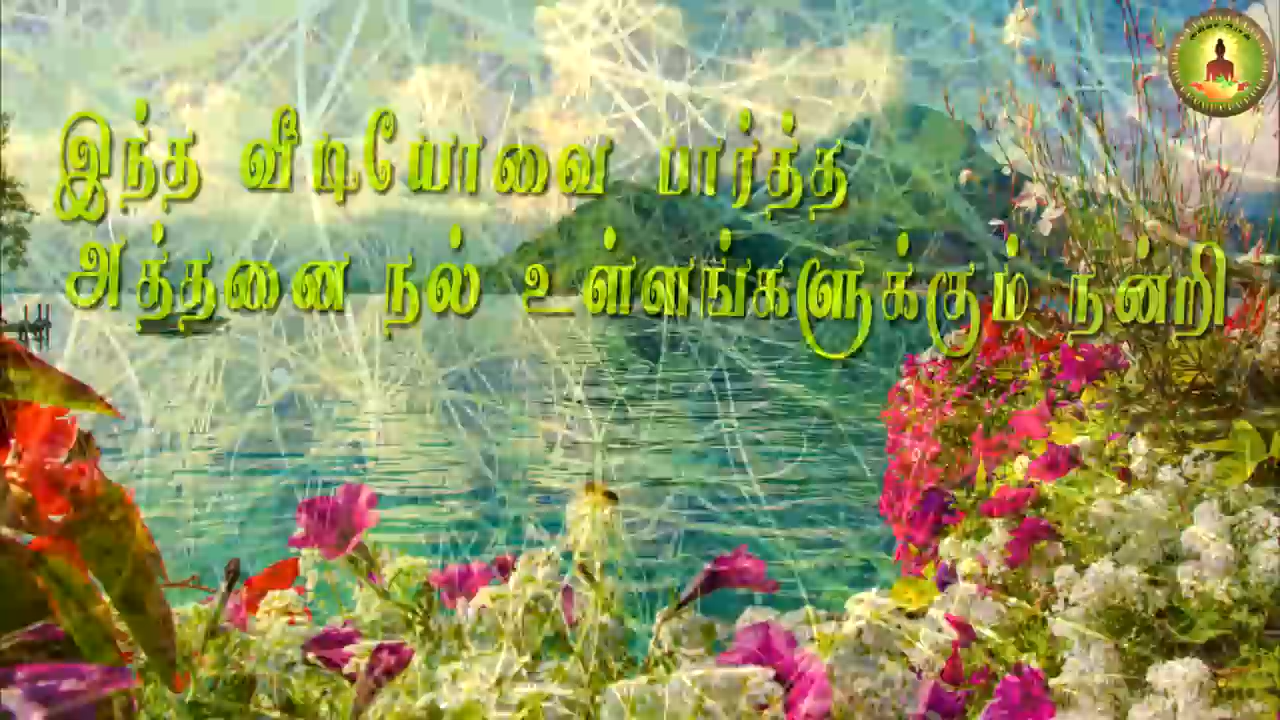 இந்த வீடியோவை பார்த்த
அத்தனை நல் உள்ளங்களுக்கும் நன்றி